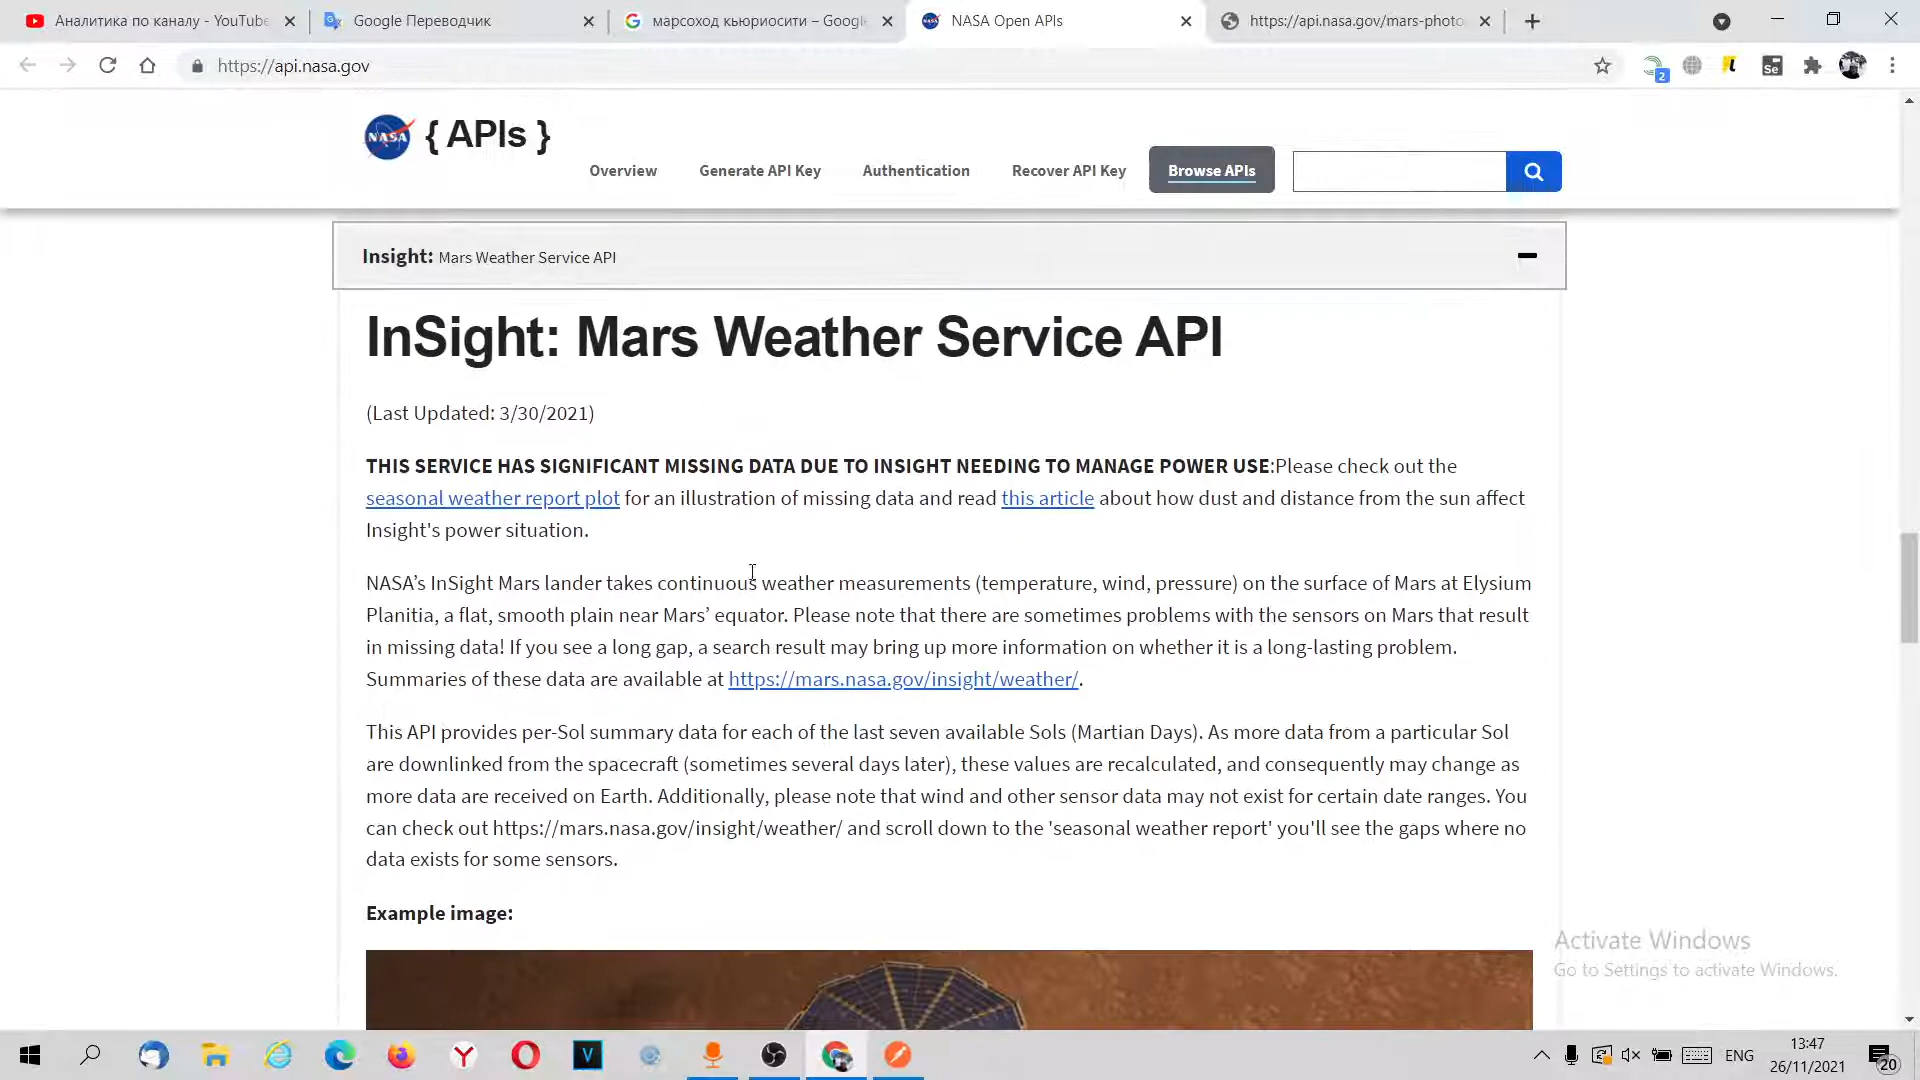 Аналитика по каналу - YouTube
Google Переводчик
марсоход кьюриосити – Google
NASA Open APIs
https://api.nasa.gov/mars-photo
https://api.nasa.gov
2
Se
NASA
{ APIs }
Overview
Generate API Key
Authentication
Recover API Key
Browse APIs
Insight: Mars Weather Service API
InSight: Mars Weather Service API
(Last Updated: 3/30/2021)
THIS SERVICE HAS SIGNIFICANT MISSING DATA DUE TO INSIGHT NEEDING TO MANAGE POWER USE:Please check out the
seasonal weather report plot for an illustration of missing data and read this article about how dust and distance from the sun affect
Insight's power situation.
NASA’s InSight Mars lander takes continuous weather measurements (temperature, wind, pressure) on the surface of Mars at Elysium
Planitia, a flat, smooth plain near Mars’ equator. Please note that there are sometimes problems with the sensors on Mars that result
in missing data! If you see a long gap, a search result may bring up more information on whether it is a long-lasting problem.
Summaries of these data are available at https://mars.nasa.gov/insight/weather/.
This API provides per-Sol summary data for each of the last seven available Sols (Martian Days). As more data from a particular Sol
are downlinked from the spacecraft (sometimes several days later), these values are recalculated, and consequently may change as
more data are received on Earth. Additionally, please note that wind and other sensor data may not exist for certain date ranges. You
can check out https://mars.nasa.gov/insight/weather/ and scroll down to the 'seasonal weather report' you'll see the gaps where no
data exists for some sensors.
Example image:
Activate Windows
Go to Settings to activate Windows.
V
ENG
13:47
26/11/2021
20